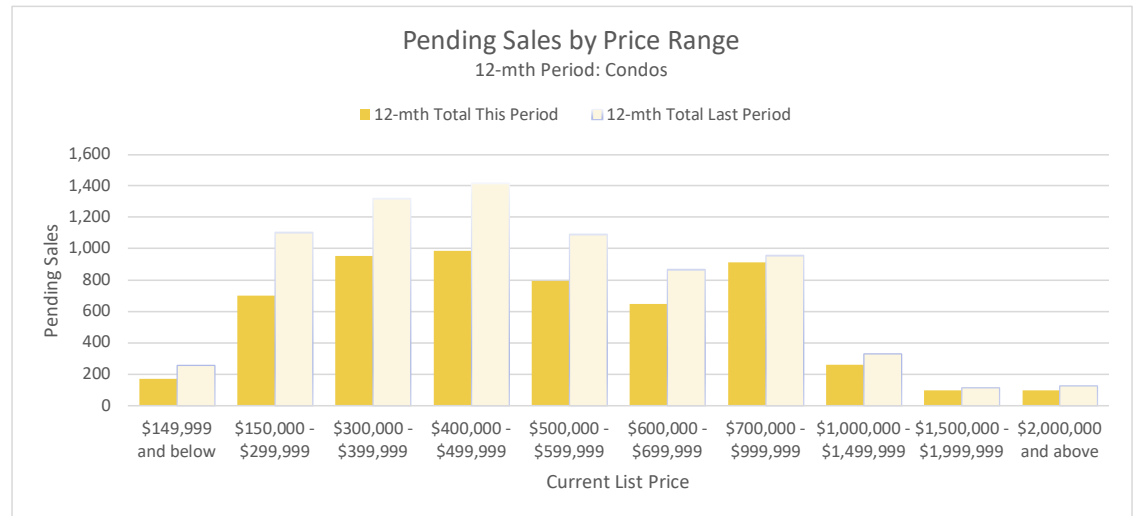 Pending Sales by Price Range
12-mth Period: Condos
12-mth Total This Period 12-mth Total Last Period
1,600
1,400
1,200
1,000
800
600
400
200
0
Pending Sales
$149,999 $150,000 - $300,000 - $400,000 - $500,000 - $600,000 - $700,000 - $1,000,000 - $1,500,000 - $2,000,000
and below $299,999 $399,999 $499,999 $599,999 $699,999 $999,999 $1,499,999 $1,999,999 and above
Current List Price